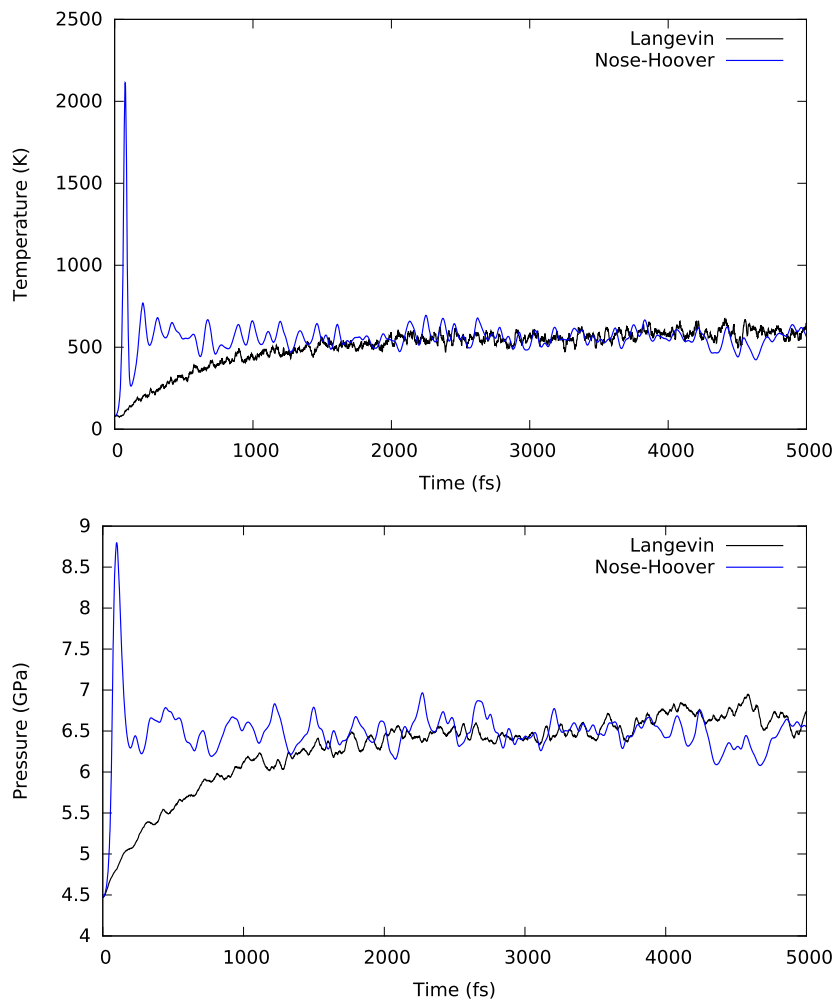 2500
2000
1500
1000
500
0
Temperature (K)
Langevin
Nose-Hoover
0 1000 2000 3000 4000 5000
Time (fs)
9
8.5
8
7.5
7
6.5
6
5.5
5
4.5
4
Pressure (GPa)
Langevin
Nose-Hoover
0 1000 2000 3000 4000 5000
Time (fs)